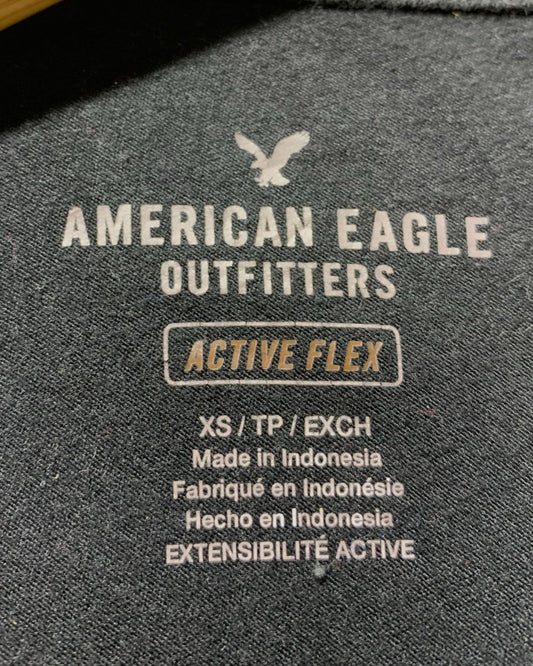 AMERICAN EAGLE
OUTFITTERS
ACTIVE FLEX
XS / TP / EXCH
Made in Indonesia
Fabriqué en Indonésie
Hecho en Indonesia
EXTENSIBILITÉ ACTIVE